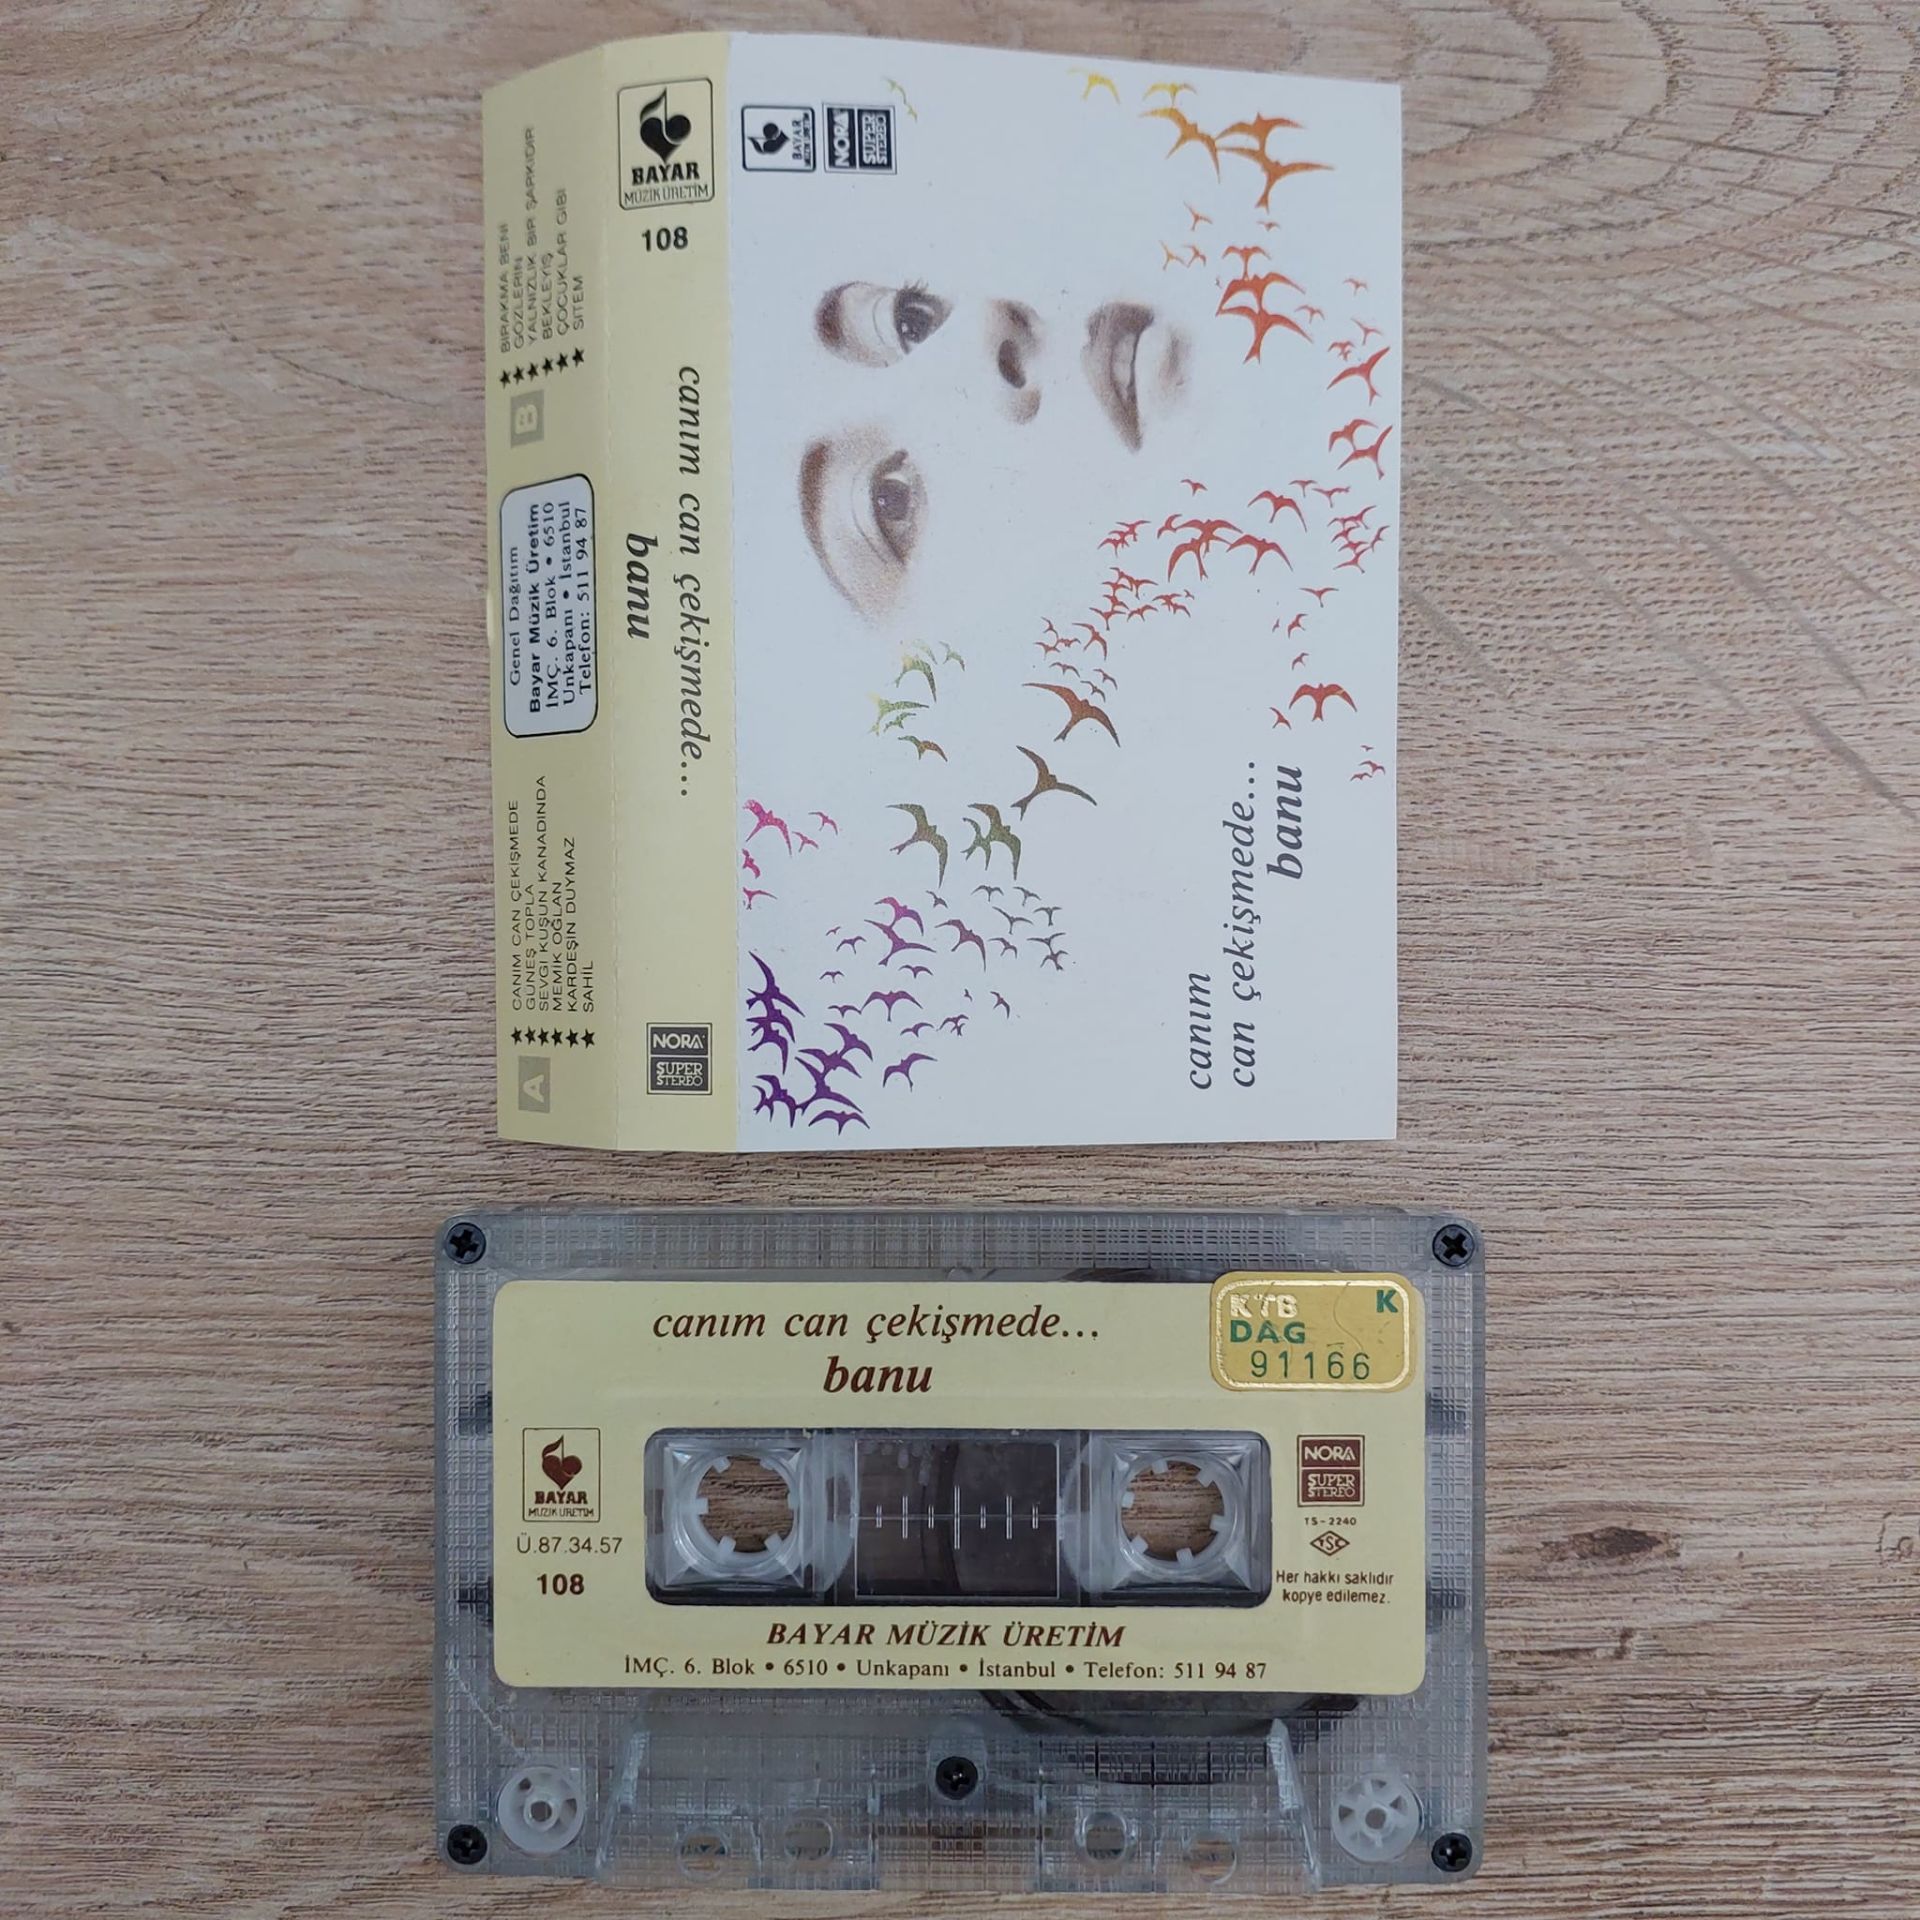 A
★ CANIM CAN ÇEKİŞMEDE
★ GÜNEŞ TOPLA
★ SEVGİ KUŞUN KANADINDA
★ MEMİK OĞLAN
★ KARDEŞİN DUYMAZ
★ SAHİL
Genel Dağıtım
Bayar Müzik Üretim
İMÇ. 6. Blok • 6510
Unkapanı • İstanbul
Telefon: 511 94 87
B
★ BIRAKMA BENİ
★ GÖZLERİN
★ YALNIZLIK BİR ŞARKIDIR
★ BEKLEYİŞ
★ ÇOCUKLAR GİBİ
★ SİTEM
BAYAR
MÜZİK ÜRETİM
108
canım can çekişmede...
banu
NORA
SUPER
STEREO
BAYAR
NORA
SUPER
STEREO
canım
can çekişmede...
banu
canım can çekişmede...
banu
KTB K
DAG
91166
BAYAR
MÜZİK ÜRETİM
Ü.87.34.57
108
NORA
SUPER
STEREO
TS-2240
TSE
Her hakkı saklıdır
kopye edilemez.
BAYAR MÜZİK ÜRETİM
İMÇ. 6. Blok • 6510 • Unkapanı • İstanbul • Telefon: 511 94 87